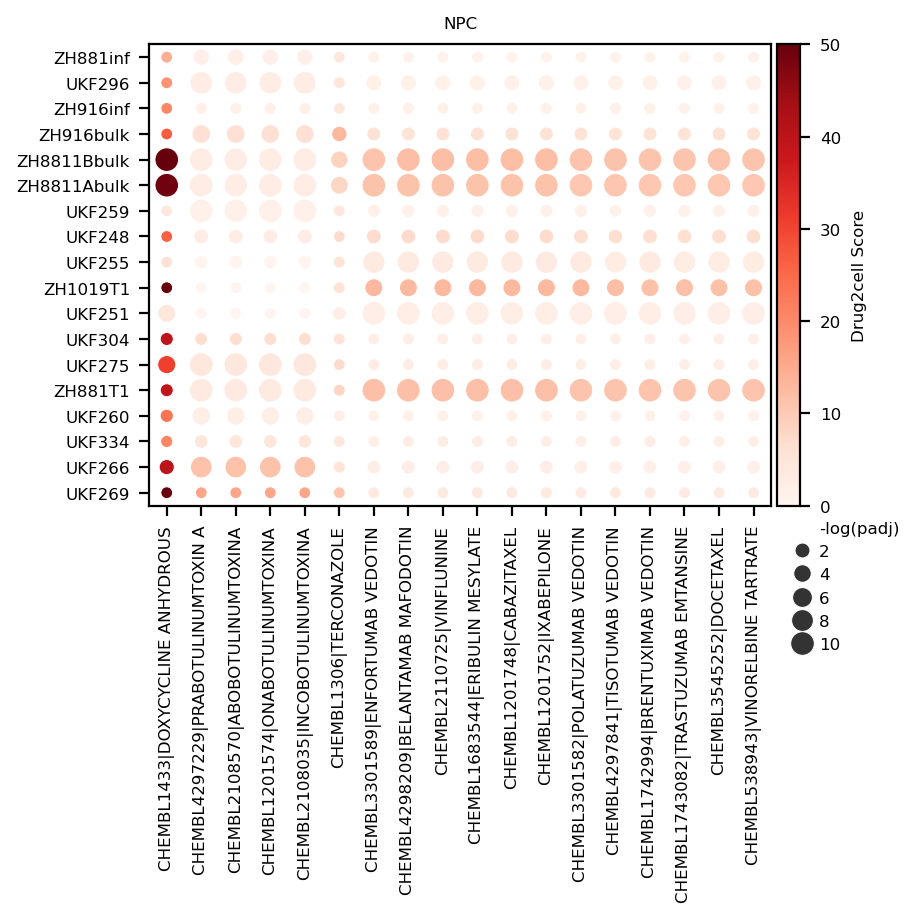 NPC
ZH881inf
UKF296
ZH916inf
ZH916bulk
ZH8811Bbulk
ZH8811Abulk
UKF259
UKF248
UKF255
ZH1019T1
UKF251
UKF304
UKF275
ZH881T1
UKF260
UKF334
UKF266
UKF269
50
40
30
20
10
0
Drug2cell Score
-log(padj)
2
4
6
8
10
CHEMBL1433|DOXYCYCLINE ANHYDROUS
CHEMBL4297229|PRABOTULINUMTOXIN A
CHEMBL2108570|ABOBOTULINUMTOXINA
CHEMBL1201574|ONABOTULINUMTOXINA
CHEMBL2108035|INCOBOTULINUMTOXINA
CHEMBL1306|TERCONAZOLE
CHEMBL3301589|ENFORTUMAB VEDOTIN
CHEMBL4298209|BELANTAMAB MAFODOTIN
CHEMBL2110725|VINFLUNINE
CHEMBL1683544|ERIBULIN MESYLATE
CHEMBL1201748|CABAZITAXEL
CHEMBL1201752|IXABEPILONE
CHEMBL3301582|POLATUZUMAB VEDOTIN
CHEMBL4297841|TISOTUMAB VEDOTIN
CHEMBL1742994|BRENTUXIMAB VEDOTIN
CHEMBL1743082|TRASTUZUMAB EMTANSINE
CHEMBL3545252|DOCETAXEL
CHEMBL538943|VINORELBINE TARTRATE